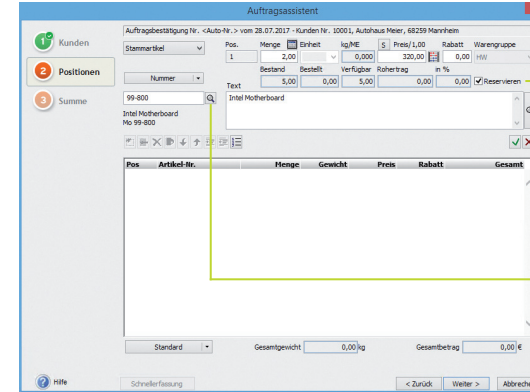 Auftragsassistent
Auftragsbestätigung Nr. <Auto-Nr.> vom 28.07.2017 - Kunden Nr. 10001, Autohaus Meier, 68259 Mannheim
1 Kunden
2 Positionen
3 Summe
Stammartikel
Pos. Menge Einheit kg/ME S Preis/1,00 Rabatt Warengruppe
1 2,00 0,000 320,00 0,00 HW
Bestand Bestellt Verfügbar Rohertrag in %
Nummer
5,00 0,00 5,00 0,00 0,00 Reservieren
Text
99-800
Intel Motherboard
Intel Motherboard
Mo 99-800
Pos Artikel-Nr. Menge Gewicht Preis Rabatt Gesamt
Standard Gesamtgewicht 0,00 kg Gesamtbetrag 0,00 €
Hilfe Schnellerfassung < Zurück Weiter > Abbreche